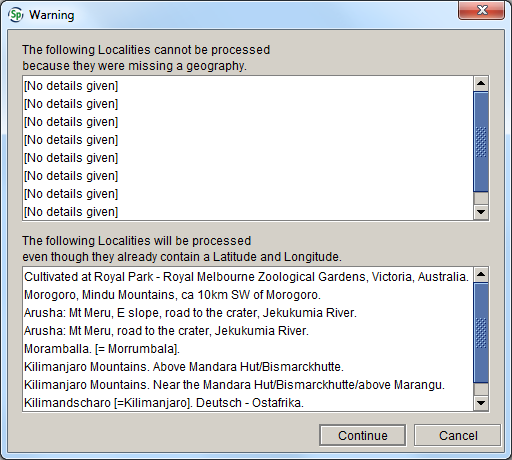 Sp Warning
The following Localities cannot be processed
because they were missing a geography.
[No details given]
[No details given]
[No details given]
[No details given]
[No details given]
[No details given]
[No details given]
[No details given]
The following Localities will be processed
even though they already contain a Latitude and Longitude.
Cultivated at Royal Park - Royal Melbourne Zoological Gardens, Victoria, Australia.
Morogoro, Mindu Mountains, ca 10km SW of Morogoro.
Arusha: Mt Meru, E slope, road to the crater, Jekukumia River.
Arusha: Mt Meru, road to the crater, Jekukumia River.
Moramballa. [= Morrumbala].
Kilimanjaro Mountains. Above Mandara Hut/Bismarckhutte.
Kilimanjaro Mountains. Near the Mandara Hut/Bismarckhutte/above Marangu.
Kilimandscharo [=Kilimanjaro]. Deutsch - Ostafrika.
Continue Cancel